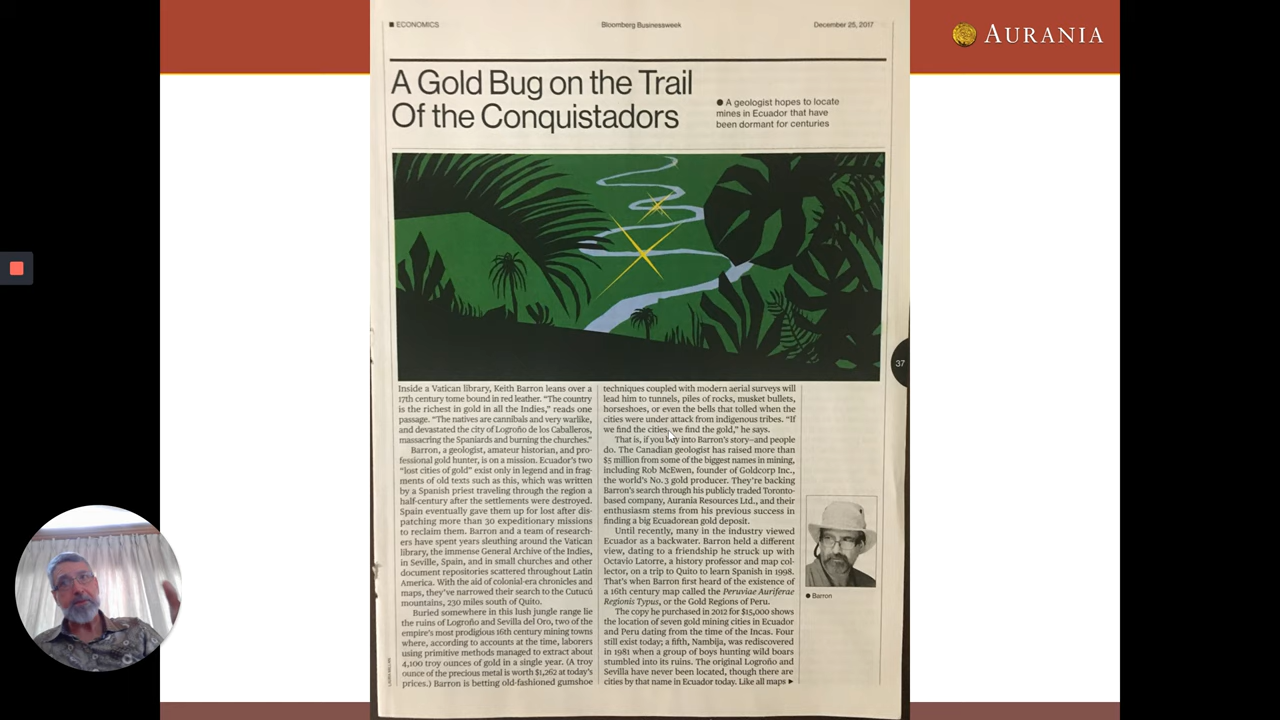 ■ ECONOMICS
Bloomberg Businessweek
December 25, 2017
AURANIA
A Gold Bug on the Trail
Of the Conquistadors
● A geologist hopes to locate
mines in Ecuador that have
been dormant for centuries
37
Inside a Vatican library, Keith Barron leans over a
17th century tome bound in red leather. “The country
is the richest in gold in all the Indies,” reads one
passage. “The natives are cannibals and very warlike,
and devastated the city of Logroño de los Caballeros,
massacring the Spaniards and burning the churches.”
Barron, a geologist, amateur historian, and pro-
fessional gold hunter, is on a mission. Ecuador’s two
“lost cities of gold” exist only in legend and in frag-
ments of old texts such as this, which was written
by a Spanish priest traveling through the region a
half-century after the settlements were destroyed.
Spain eventually gave them up for lost after dis-
patching more than 30 expeditionary missions
to reclaim them. Barron and a team of research-
ers have spent years sleuthing around the Vatican
library, the immense General Archive of the Indies,
in Seville, Spain, and in small churches and other
document repositories scattered throughout Latin
America. With the aid of colonial-era chronicles and
maps, they’ve narrowed their search to the Cutucú
mountains, 230 miles south of Quito.
Buried somewhere in this lush jungle range lie
the ruins of Logroño and Sevilla del Oro, two of the
empire’s most prodigious 16th century mining towns
where, according to accounts at the time, laborers
using primitive methods managed to extract about
4,100 troy ounces of gold in a single year. (A troy
ounce of the precious metal is worth $1,262 at today’s
prices.) Barron is betting old-fashioned gumshoe
techniques coupled with modern aerial surveys will
lead him to tunnels, piles of rocks, musket bullets,
horseshoes, or even the bells that tolled when the
cities were under attack from indigenous tribes. “If
we find the cities, we find the gold,” he says.
That is, if you buy into Barron’s story—and people
do. The Canadian geologist has raised more than
$5 million from some of the biggest names in mining,
including Rob McEwen, founder of Goldcorp Inc.,
the world’s No. 3 gold producer. They’re backing
Barron’s search through his publicly traded Toronto-
based company, Aurania Resources Ltd., and their
enthusiasm stems from his previous success in
finding a big Ecuadorean gold deposit.
Until recently, many in the industry viewed
Ecuador as a backwater. Barron held a different
view, dating to a friendship he struck up with
Octavio Latorre, a history professor and map col-
lector, on a trip to Quito to learn Spanish in 1998.
That’s when Barron first heard of the existence of
a 16th century map called the Peruviae Auriferae
Regionis Typus, or the Gold Regions of Peru.
The copy he purchased in 2012 for $15,000 shows
the location of seven gold mining cities in Ecuador
and Peru dating from the time of the Incas. Four
still exist today; a fifth, Nambija, was rediscovered
in 1981 when a group of boys hunting wild boars
stumbled into its ruins. The original Logroño and
Sevilla have never been located, though there are
cities by that name in Ecuador today. Like all maps ▶
● Barron